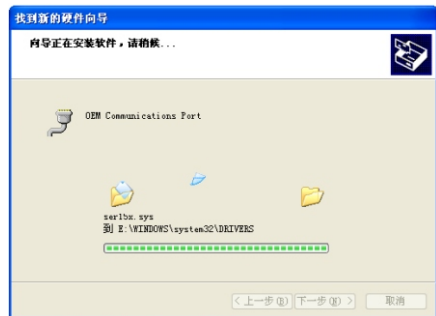 找到新的硬件向导
向导正在安装软件，请稍候...
OEM Communications Port
serlbx.sys
到 E:\WINDOWS\system32\DRIVERS
< 上一步(B) 下一步(N) > 取消